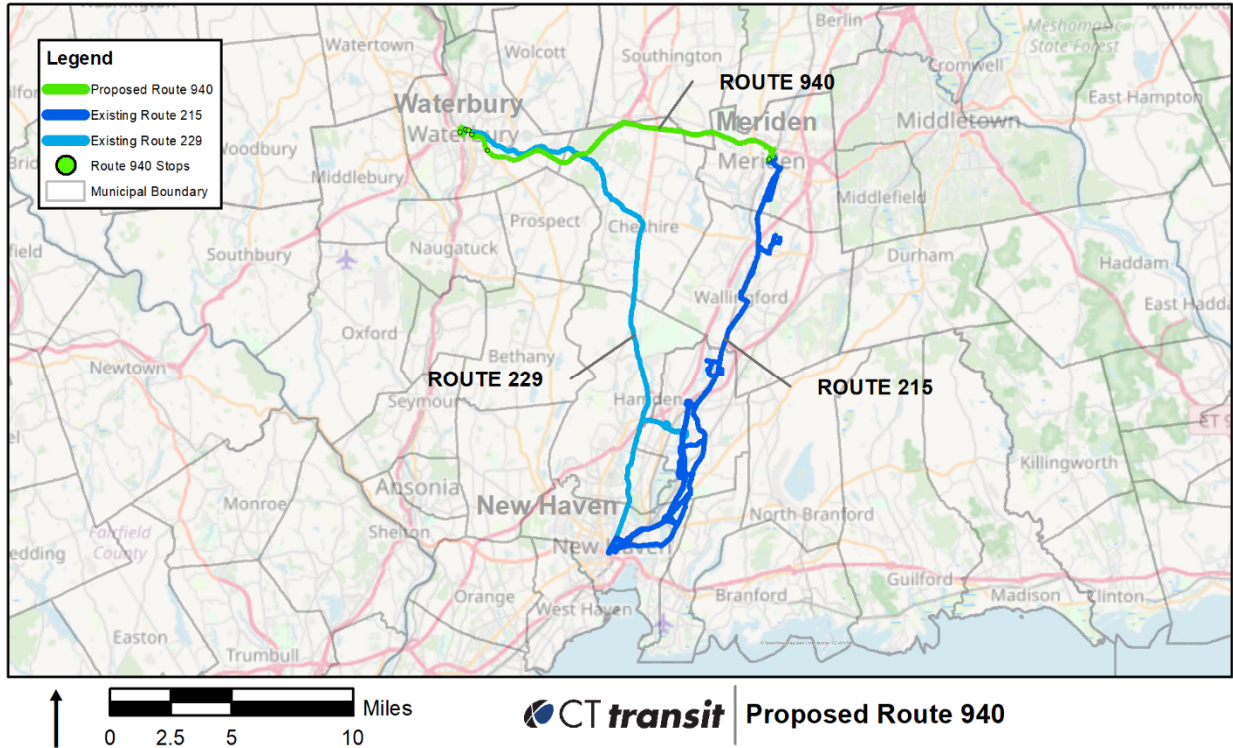 Legend
Proposed Route 940
Existing Route 215
Existing Route 229
Route 940 Stops
Municipal Boundary
ROUTE 940
ROUTE 229
ROUTE 215
Waterbury
Meriden
New Haven
Watertown
Wolcott
Southington
Berlin
Meshomasic
State Forest
Cromwell
East Hampton
Waterbury
Middletown
Woodbury
Middlebury
Meriden
Middlefield
Prospect
Cheshire
Naugatuck
Southbury
Durham
Haddam
Wallingford
East Hadda
Oxford
Newtown
Bethany
Seymour
Hamden
CT 9
Killingworth
Ansonia
Monroe
Shelton
North Branford
Fairfield
County
edding
New Haven
Guilford
Orange
West Haven
Branford
Madison
Clinton
Easton
Trumbull
Miles
0 2.5 5 10
CT transit
Proposed Route 940